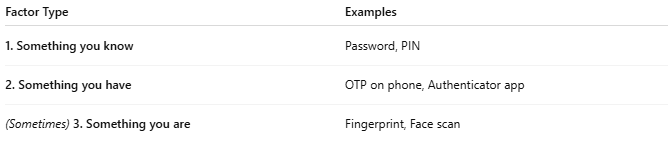 Factor Type Examples
1. Something you know Password, PIN
2. Something you have OTP on phone, Authenticator app
(Sometimes) 3. Something you are Fingerprint, Face scan